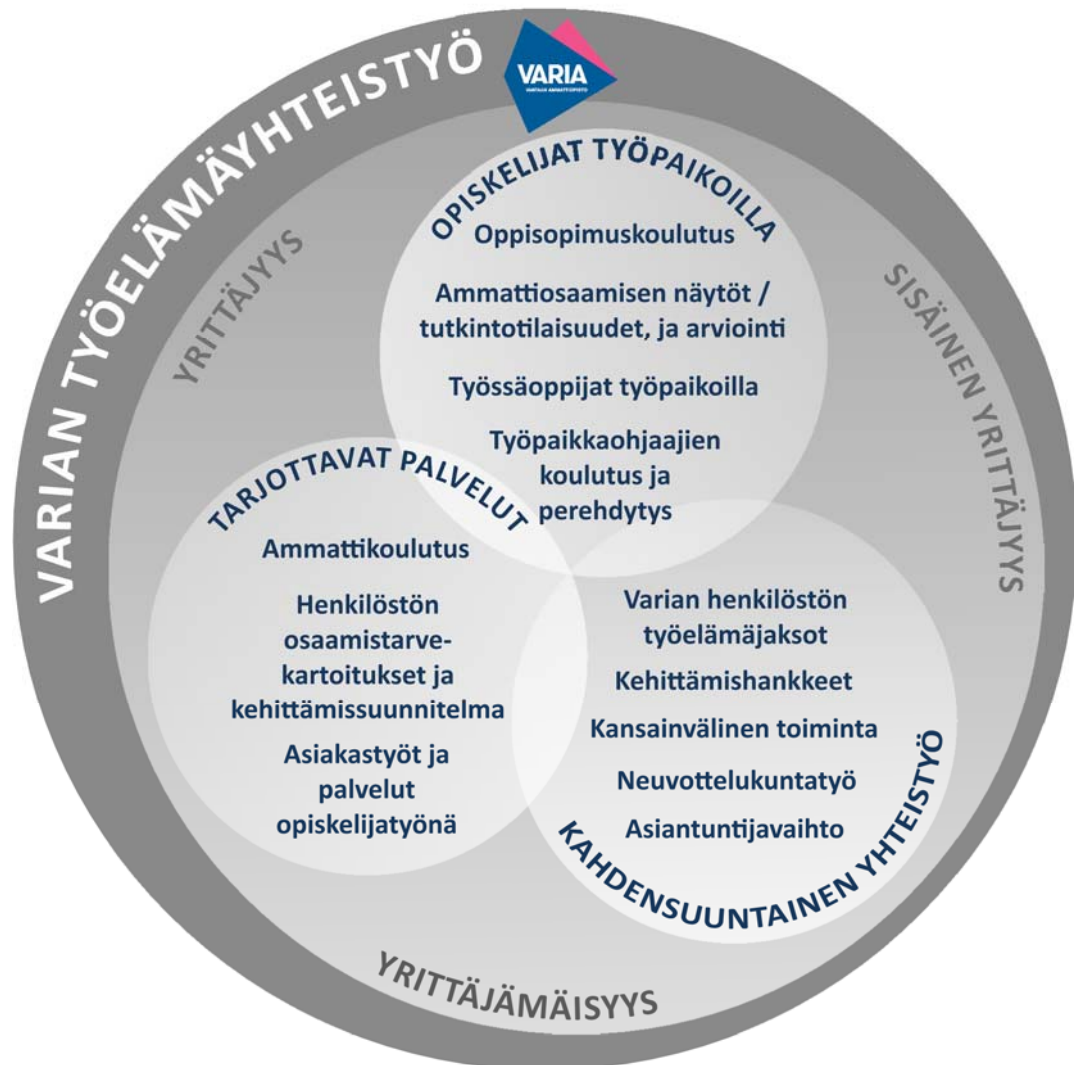 VARIAN TYÖELÄMÄYHTEISTYÖ
VARIA
VANTAAN AMMATTIOPISTO
YRITTÄJYYS
SISÄINEN YRITTÄJYYS
YRITTÄJÄMÄISYYS
OPISKELIJAT TYÖPAIKOILLA
Oppisopimuskoulutus
Ammattiosaamisen näytöt /
tutkintotilaisuudet, ja arviointi
Työssäoppijat työpaikoilla
Työpaikkaohjaajien
koulutus ja
perehdytys
TARJOTTAVAT PALVELUT
Ammattikoulutus
Henkilöstön
osaamistarve-
kartoitukset ja
kehittämissuunnitelma
Asiakastyöt ja
palvelut
opiskelijatyönä
Varian henkilöstön
työelämäjaksot
Kehittämishankkeet
Kansainvälinen toiminta
Neuvottelukuntatyö
Asiantuntijavaihto
KAHDENSUUNTAINEN YHTEISTYÖ